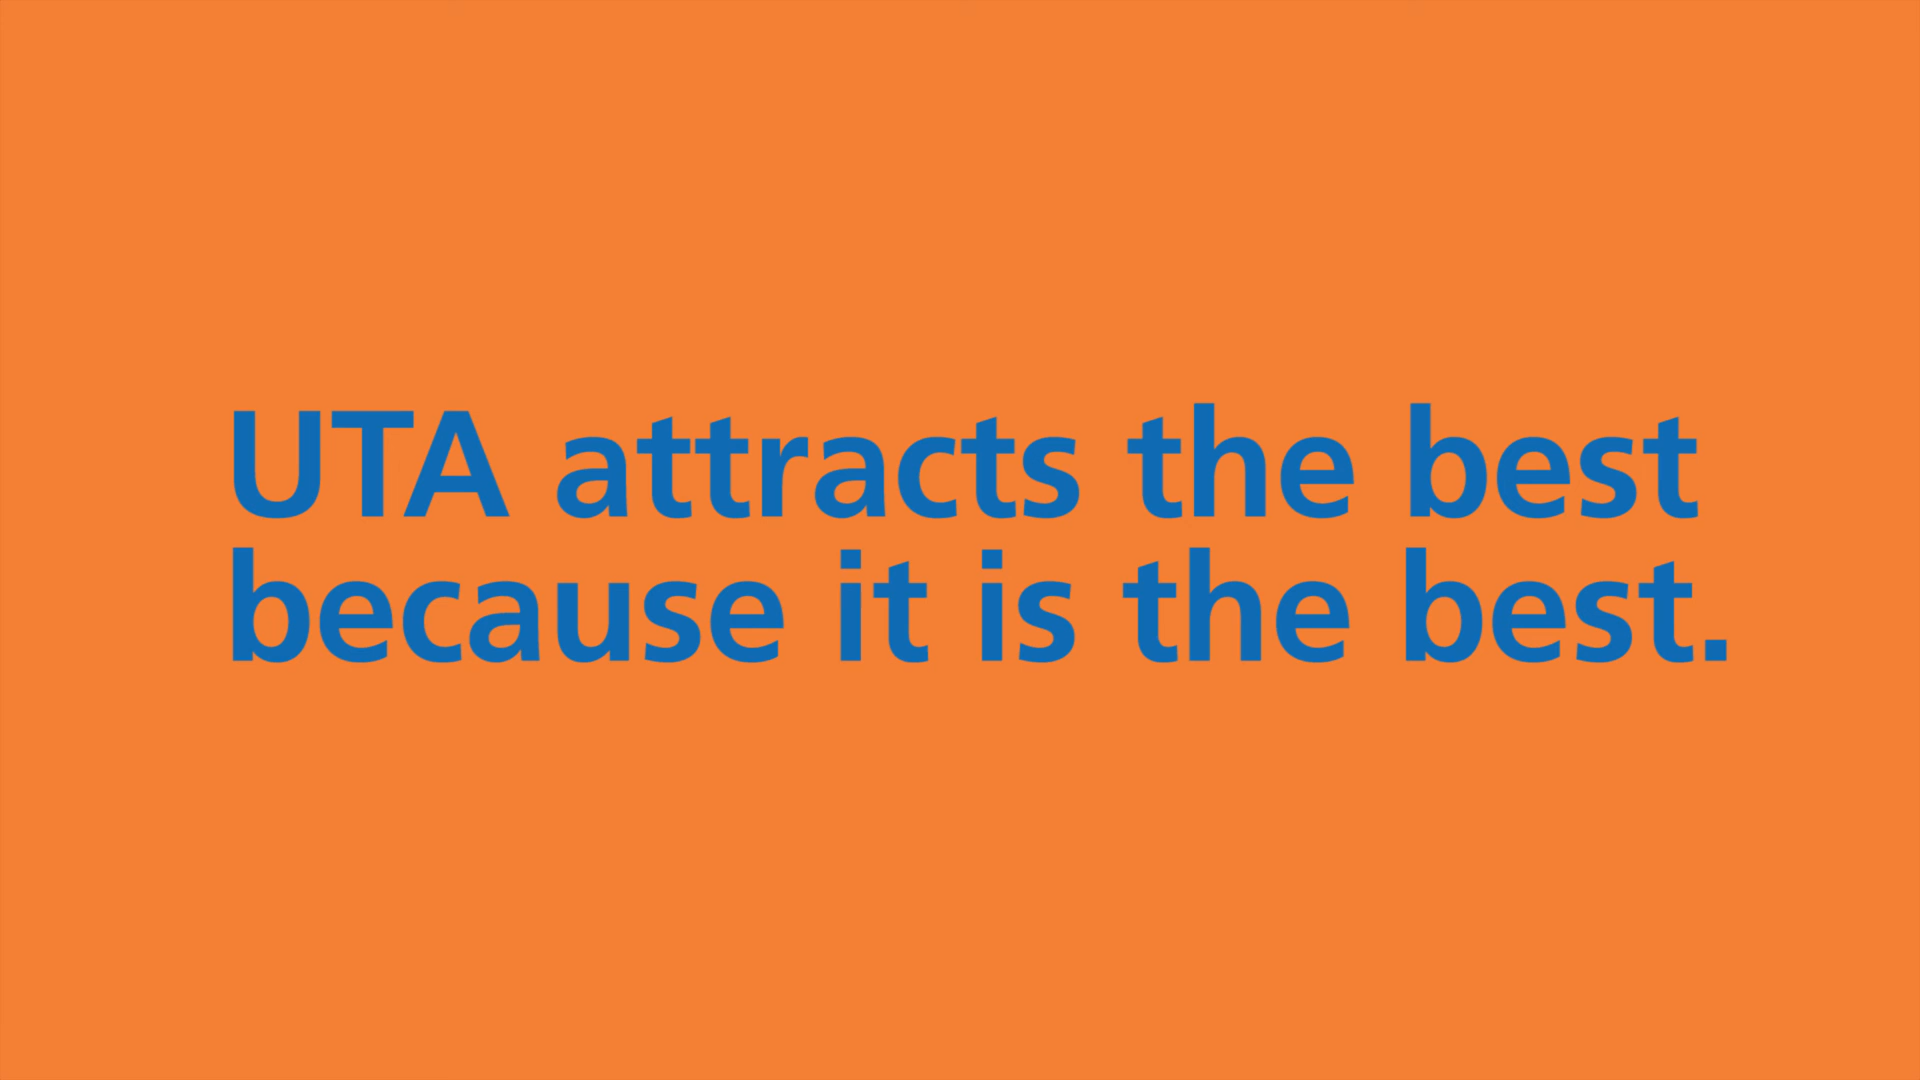 UTA attracts the best
because it is the best.